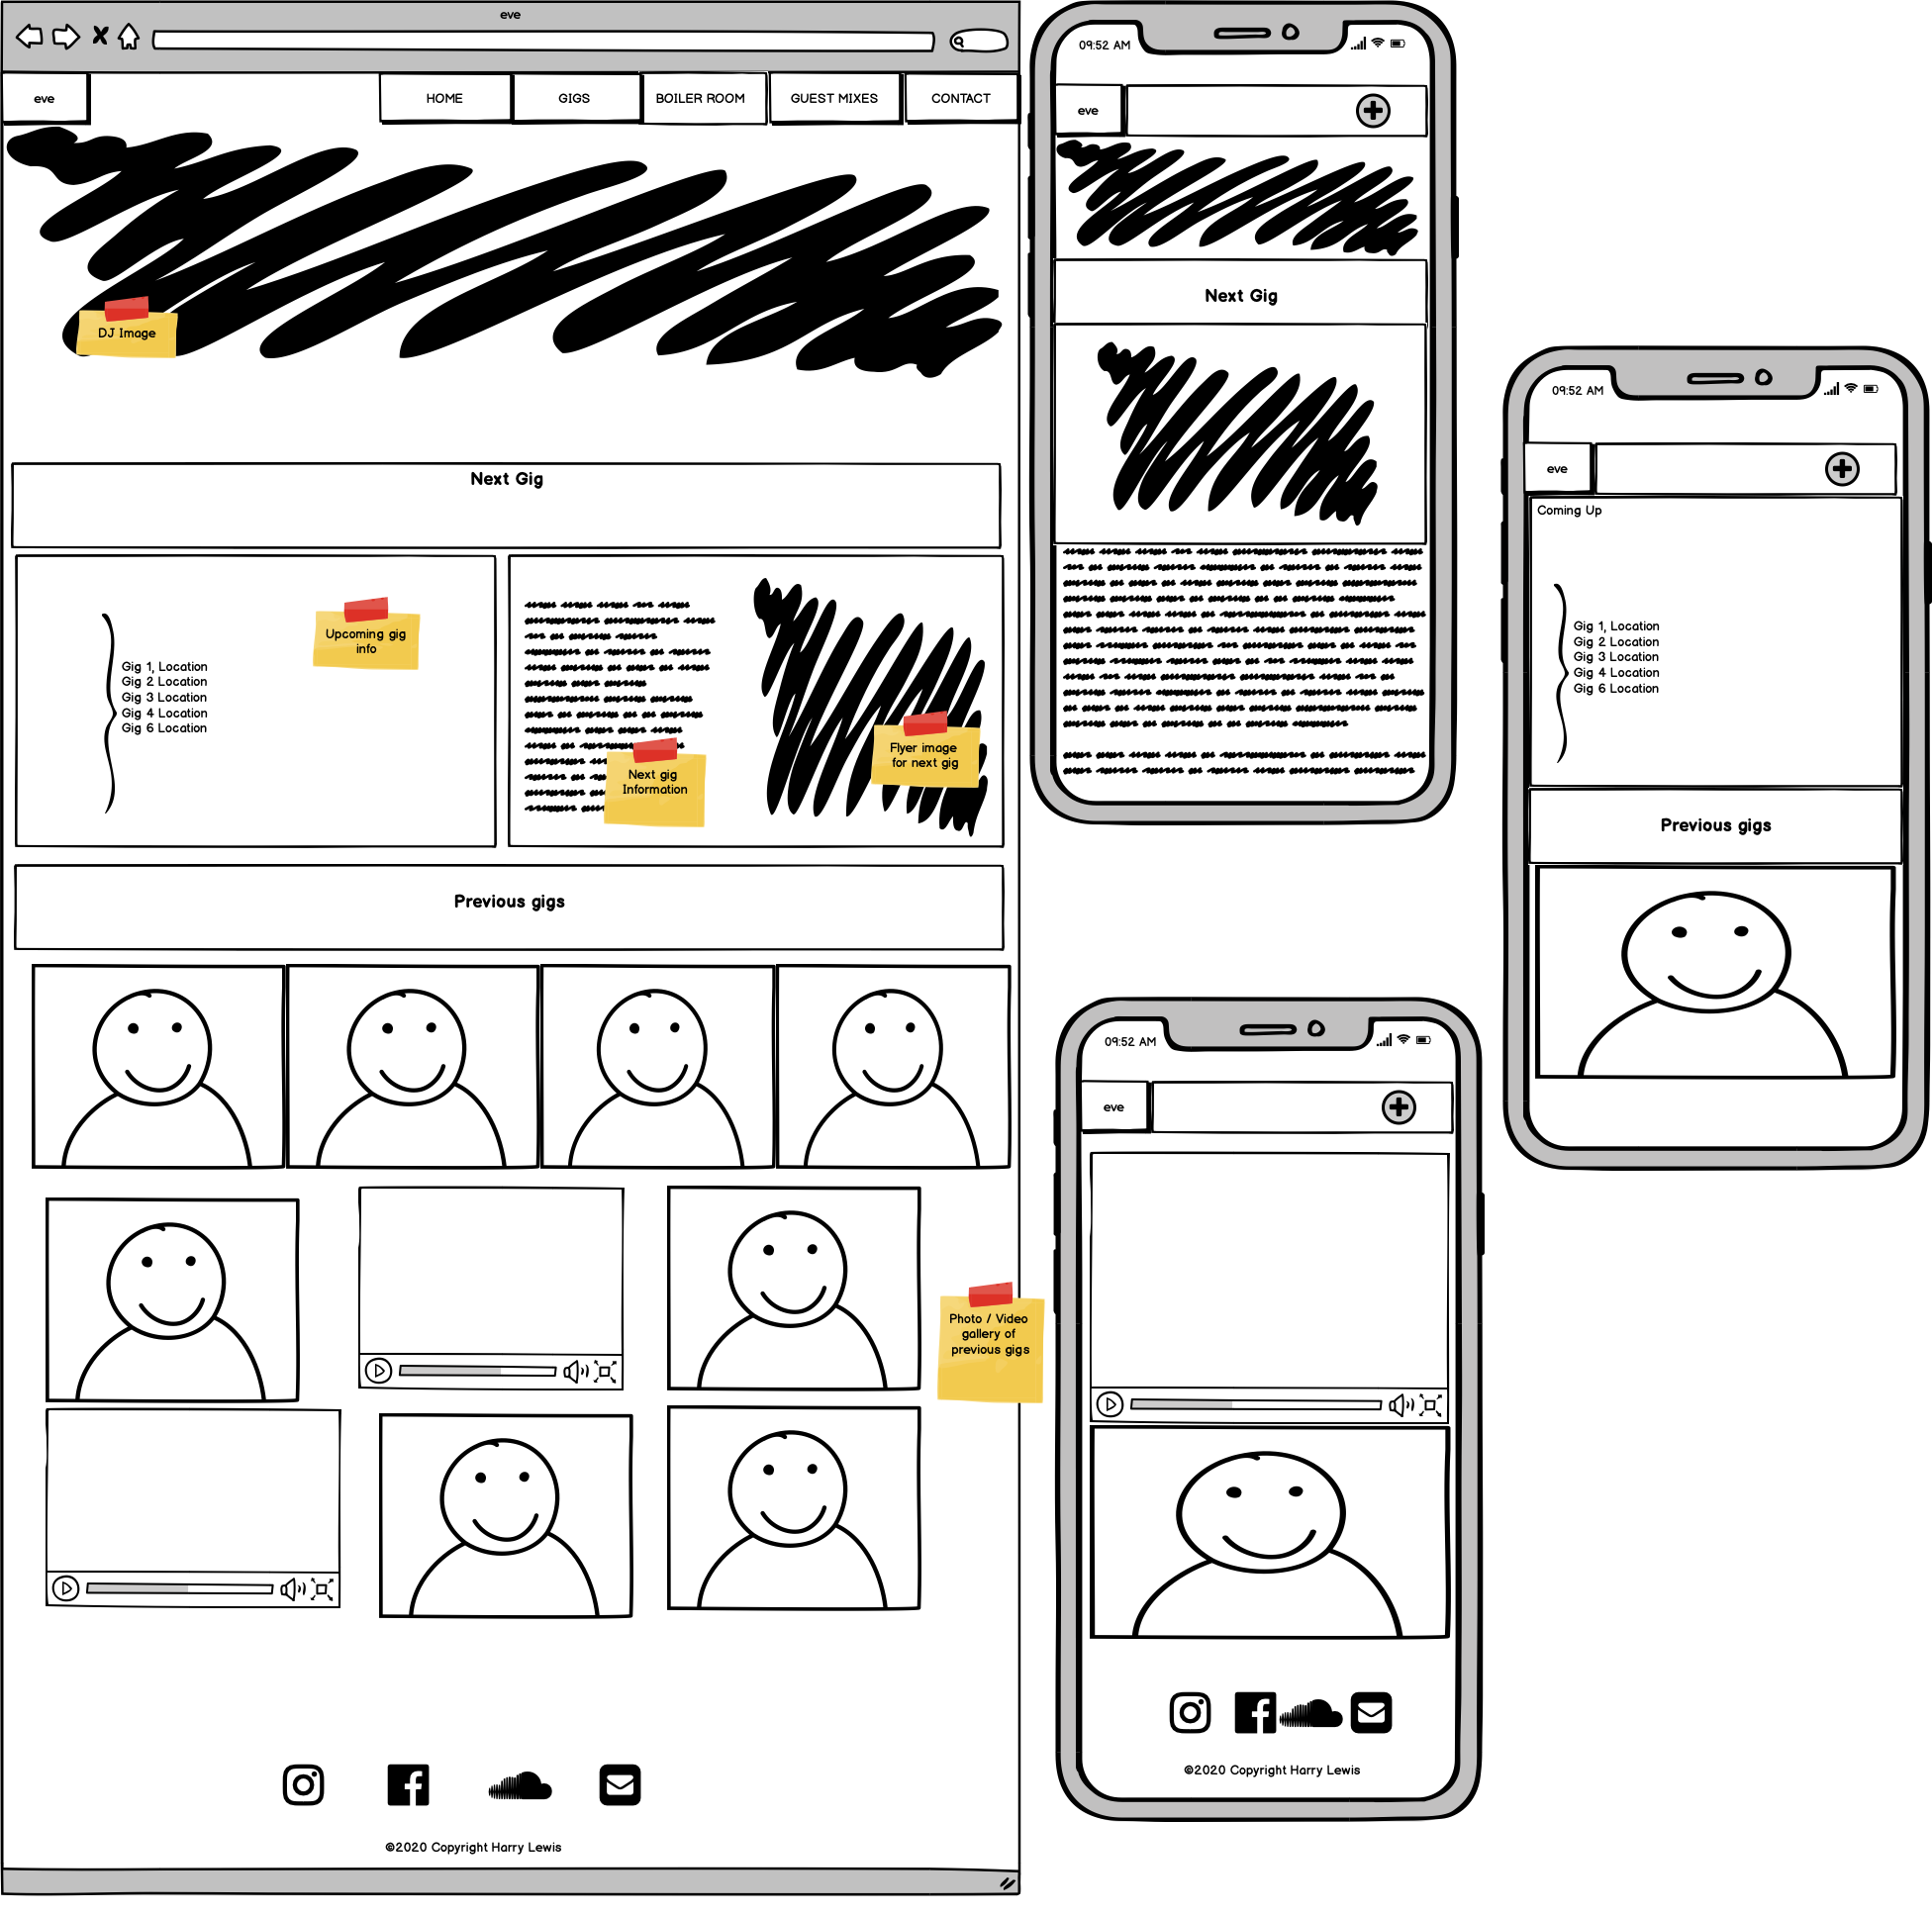 eve
eve
HOME
GIGS
BOILER ROOM
GUEST MIXES
CONTACT
DJ Image
Next Gig
Gig 1, Location
Gig 2 Location
Gig 3 Location
Gig 4 Location
Gig 6 Location
Upcoming gig
info
Next gig
Information
Flyer image
for next gig
Previous gigs
Photo / Video
gallery of
previous gigs
©2020 Copyright Harry Lewis
09:52 AM
eve
Next Gig
09:52 AM
eve
Coming Up
Gig 1, Location
Gig 2 Location
Gig 3 Location
Gig 4 Location
Gig 6 Location
Previous gigs
09:52 AM
eve
©2020 Copyright Harry Lewis